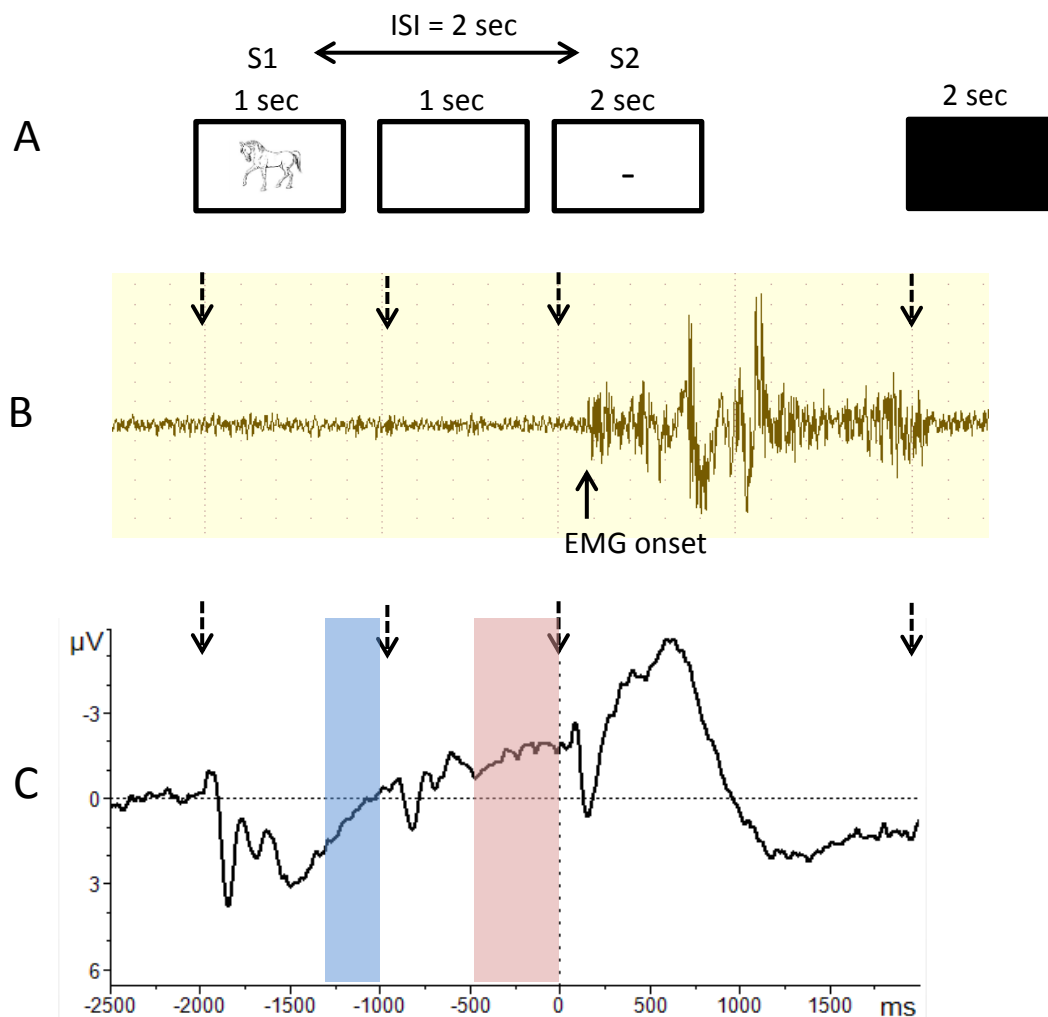 ISI = 2 sec
S1 S2
1 sec 1 sec 2 sec 2 sec
A
-
B
EMG onset
µV
-3
0
3
6
C
-2500 -2000 -1500 -1000 -500 0 500 1000 1500 ms